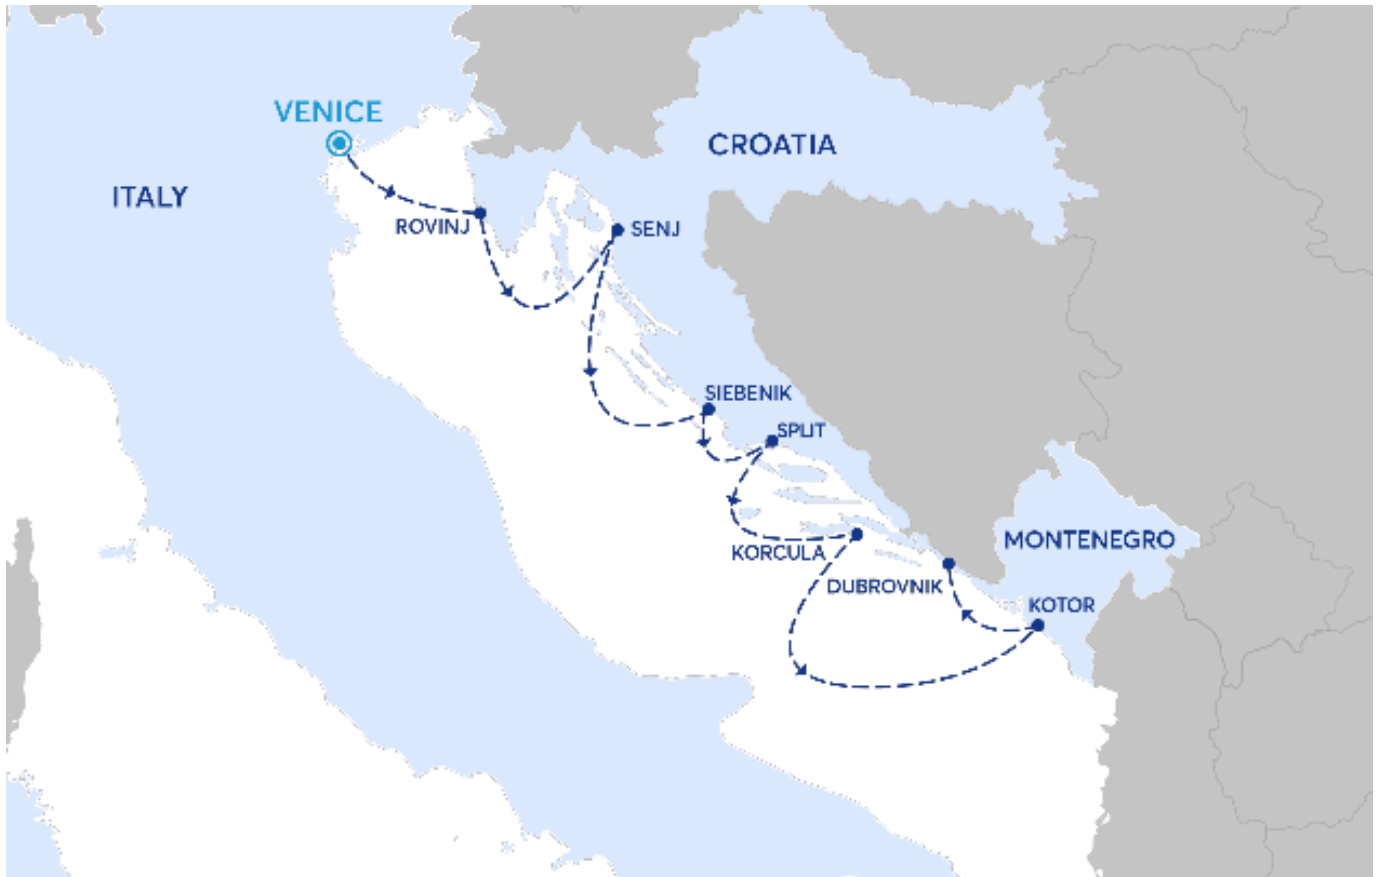 VENICE
CROATIA
ITALY
ROVINJ
SENJ
SIEBENIK
SPLIT
KORCULA
MONTENEGRO
DUBROVNIK
KOTOR